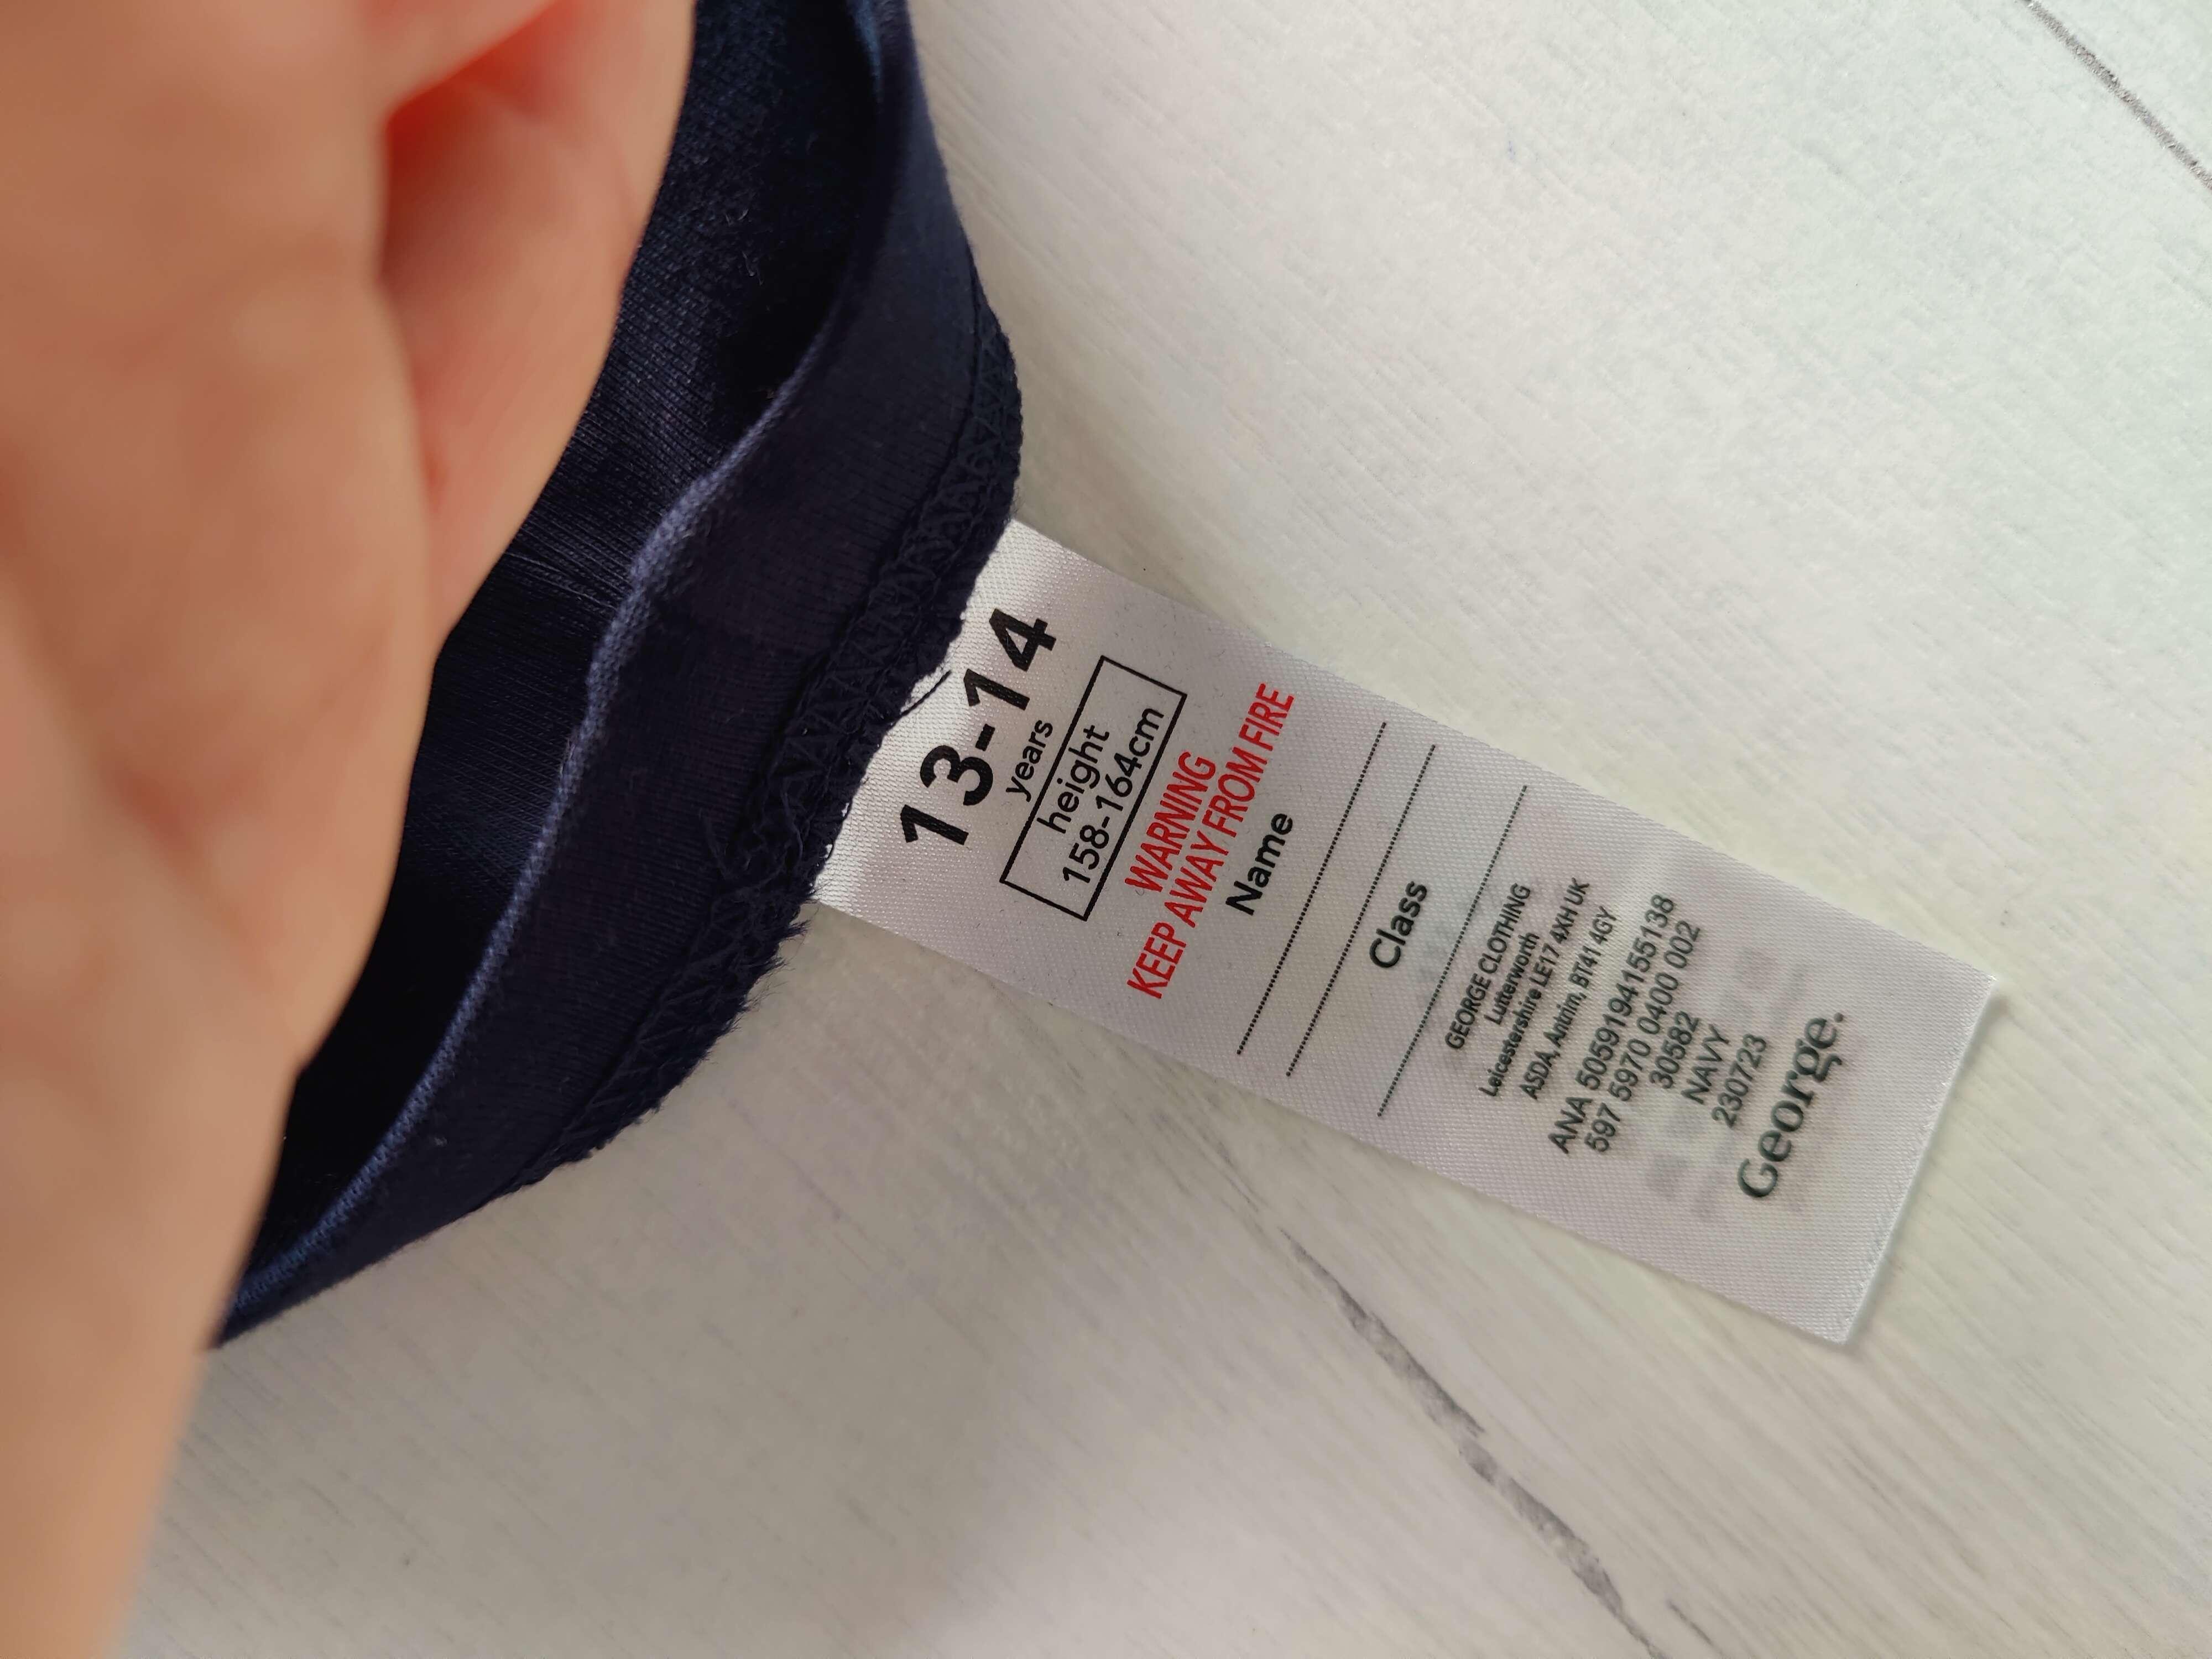 13-14
years
height
158-164cm
WARNING
KEEP AWAY FROM FIRE
Name
Class
GEORGE CLOTHING
Lutterworth
Leicestershire LE17 4XH UK
ASDA, Antrim, BT41 4GY
ANA 5059194155138
597 5970 0400 002
30582
NAVY
230723
George.